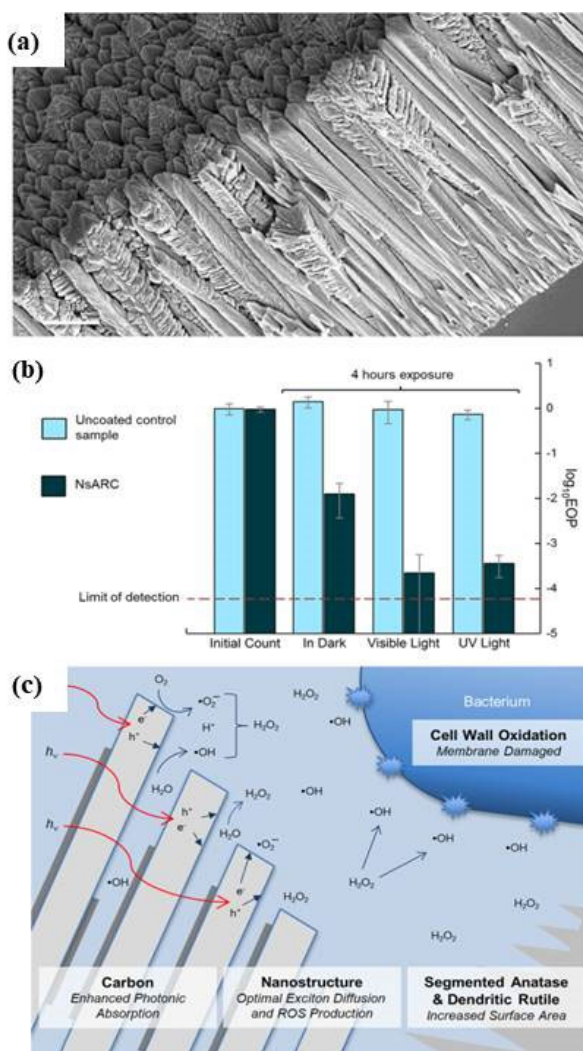 (a)
(b)
4 hours exposure
Uncoated control
sample
NsARC
Limit of detection
1
0
-1
-2
-3
-4
-5
log₁₀EOP
Initial Count
In Dark
Visible Light
UV Light
(c)
O₂
•O₂⁻
e⁻
h⁺
H⁺
H₂O₂
•OH
H₂O
hᵥ
h⁺
e⁻
H₂O
H₂O₂
hᵥ
•O₂⁻
e⁻
h⁺
•OH
H₂O₂
H₂O₂
•OH
•OH
•OH
•OH
H₂O₂
H₂O₂
H₂O₂
Bacterium
Cell Wall Oxidation
Membrane Damaged
Carbon
Enhanced Photonic
Absorption
Nanostructure
Optimal Exciton Diffusion
and ROS Production
Segmented Anatase
& Dendritic Rutile
Increased Surface Area